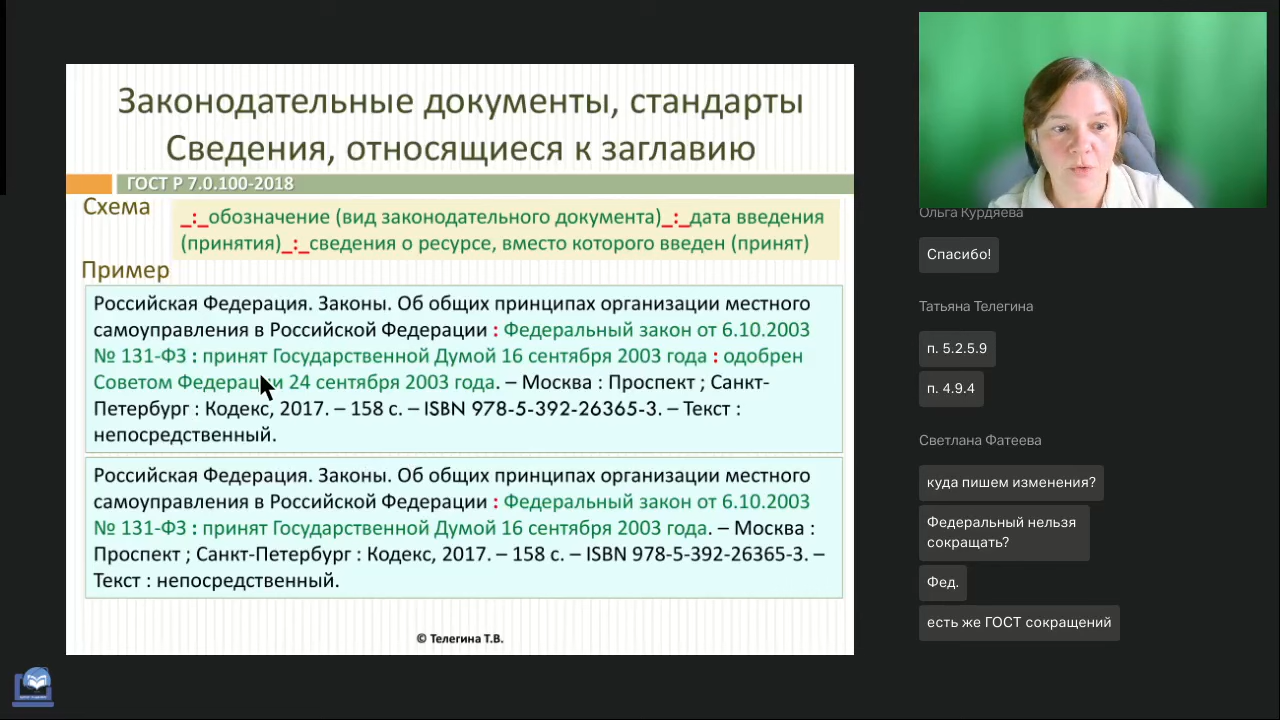 Законодательные документы, стандарты
Сведения, относящиеся к заглавию
ГОСТ Р 7.0.100-2018
Схема
_:_обозначение (вид законодательного документа)_:_дата введения
(принятия)_:_сведения о ресурсе, вместо которого введен (принят)
Пример
Российская Федерация. Законы. Об общих принципах организации местного
самоуправления в Российской Федерации : Федеральный закон от 6.10.2003
№ 131-ФЗ : принят Государственной Думой 16 сентября 2003 года : одобрен
Советом Федерации 24 сентября 2003 года. – Москва : Проспект ; Санкт-
Петербург : Кодекс, 2017. – 158 с. – ISBN 978-5-392-26365-3. – Текст :
непосредственный.
Российская Федерация. Законы. Об общих принципах организации местного
самоуправления в Российской Федерации : Федеральный закон от 6.10.2003
№ 131-ФЗ : принят Государственной Думой 16 сентября 2003 года. – Москва :
Проспект ; Санкт-Петербург : Кодекс, 2017. – 158 с. – ISBN 978-5-392-26365-3. –
Текст : непосредственный.
© Телегина Т.В.
Ольга Курдяева
Спасибо!
Татьяна Телегина
п. 5.2.5.9
п. 4.9.4
Светлана Фатеева
куда пишем изменения?
Федеральный нельзя
сокращать?
Фед.
есть же ГОСТ сокращений